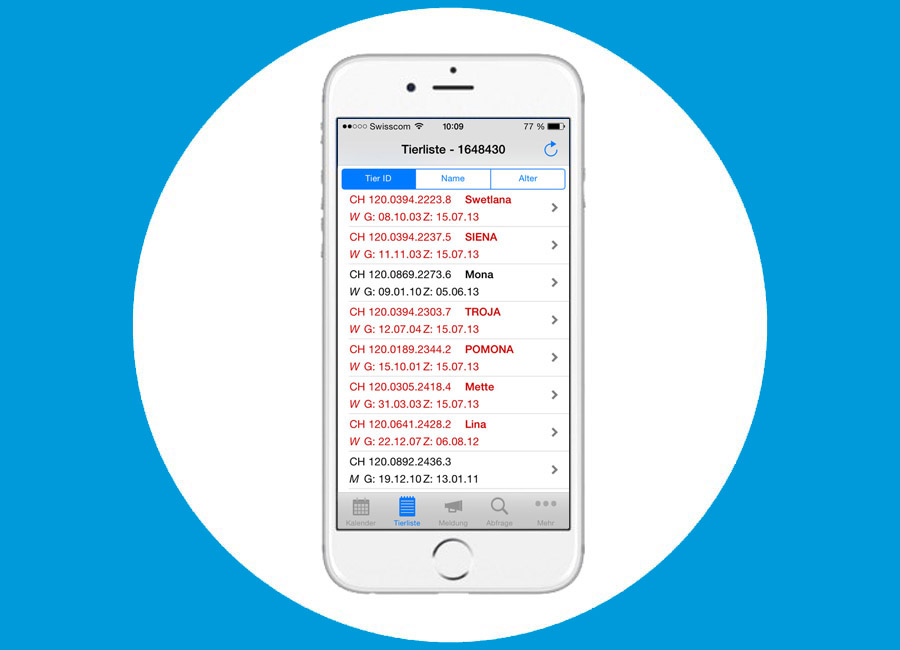 Swisscom 10:09 77 %
Tierliste - 1648430
Tier ID Name Alter
CH 120.0394.2223.8 Swetlana
W G: 08.10.03 Z: 15.07.13
CH 120.0394.2237.5 SIENA
W G: 11.11.03 Z: 15.07.13
CH 120.0869.2273.6 Mona
W G: 09.01.10 Z: 05.06.13
CH 120.0394.2303.7 TROJA
W G: 12.07.04 Z: 15.07.13
CH 120.0189.2344.2 POMONA
W G: 15.10.01 Z: 15.07.13
CH 120.0305.2418.4 Mette
W G: 31.03.03 Z: 15.07.13
CH 120.0641.2428.2 Lina
W G: 22.12.07 Z: 06.08.12
CH 120.0892.2436.3
M G: 19.12.10 Z: 13.01.11
Kalender Tierliste Meldung Abfrage Mehr